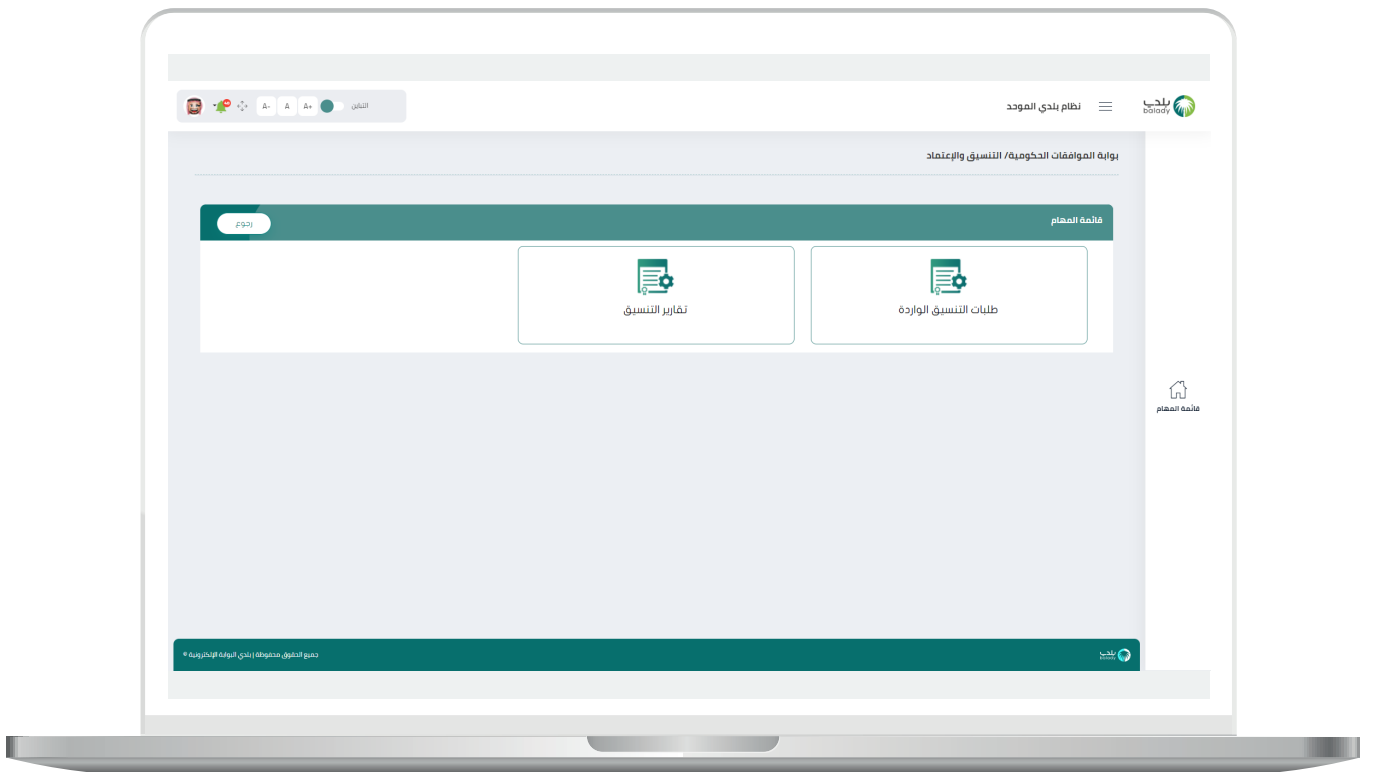 بلدي
balady
نظام بلدي الموحد
التباين
A+
A
A-
بوابة الموافقات الحكومية/ التنسيق والإعتماد
قائمة المهام
رجوع
طلبات التنسيق الواردة
تقارير التنسيق
قائمة المهام
بلدي
balady
جميع الحقوق محفوظة | بلدي البوابة الإلكترونية ©